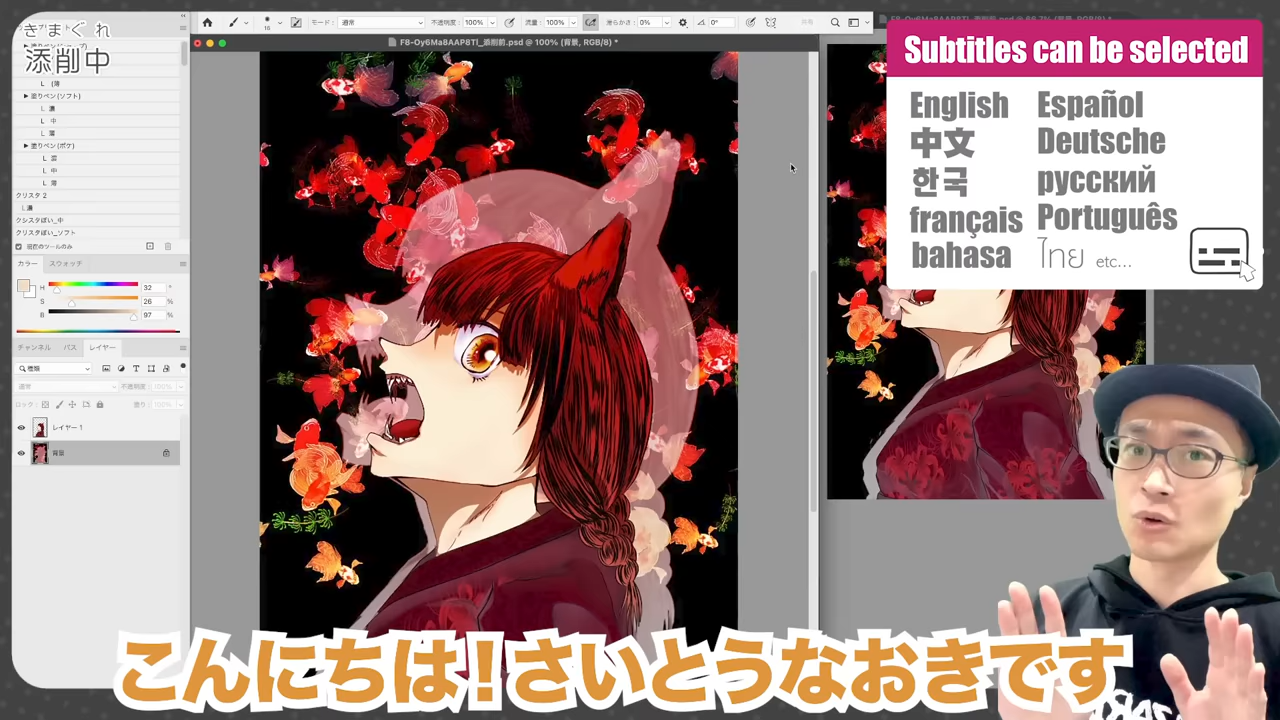 きまぐれ
添削中
モード：
通常
不透明度：
100%
流量：
100%
滑らかさ：
0%
0°
共有
F8-Oy6Ma8AAP8Tl_添削前.psd @ 100% (背景, RGB/8) *
L (薄
▶ 塗りペン(ソフト)
L 濃
L 中
L 薄
▶ 塗りペン(ボケ)
L 中
L 薄
クリスタ 2
L 濃
クシスタぽい_中
クリスタぽい_ソフト
現在のツールのみ
カラー
スウォッチ
H
32
°
S
26
%
B
97
%
チャンネル
パス
レイヤー
種類
通常
不透明度：
100%
ロック：
塗り：
100%
レイヤー 1
背景
Subtitles can be selected
English
Español
中文
Deutsche
한국
русский
français
Português
bahasa
ไทย
etc...
こんにちは！さいとうなおきです